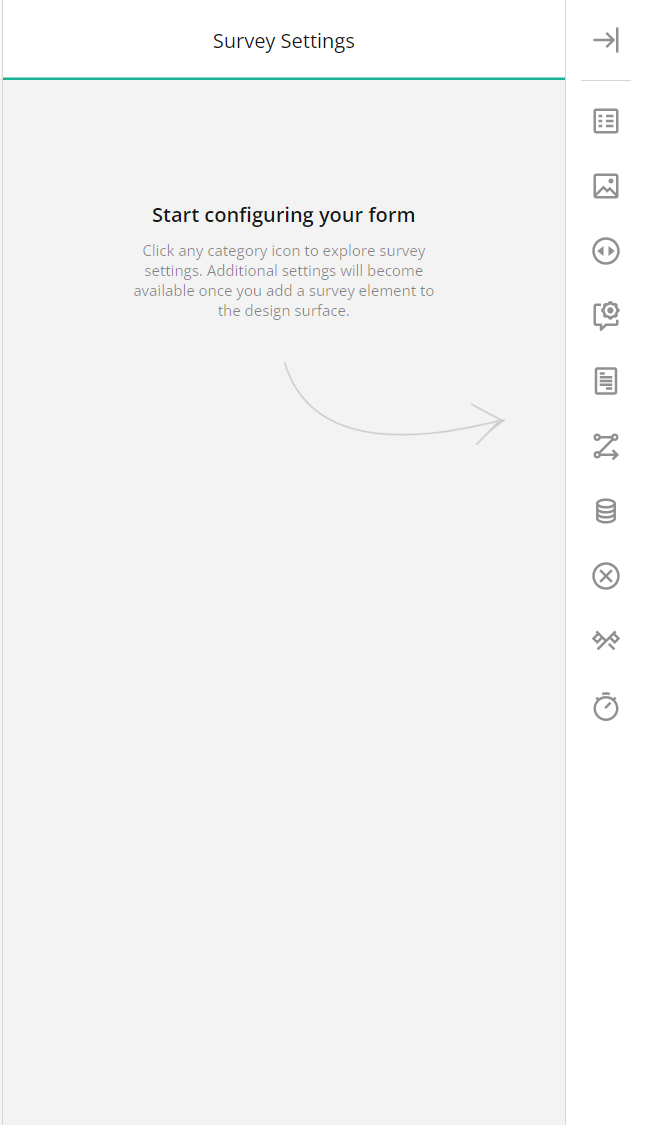 Survey Settings
Start configuring your form
Click any category icon to explore survey
settings. Additional settings will become
available once you add a survey element to
the design surface.